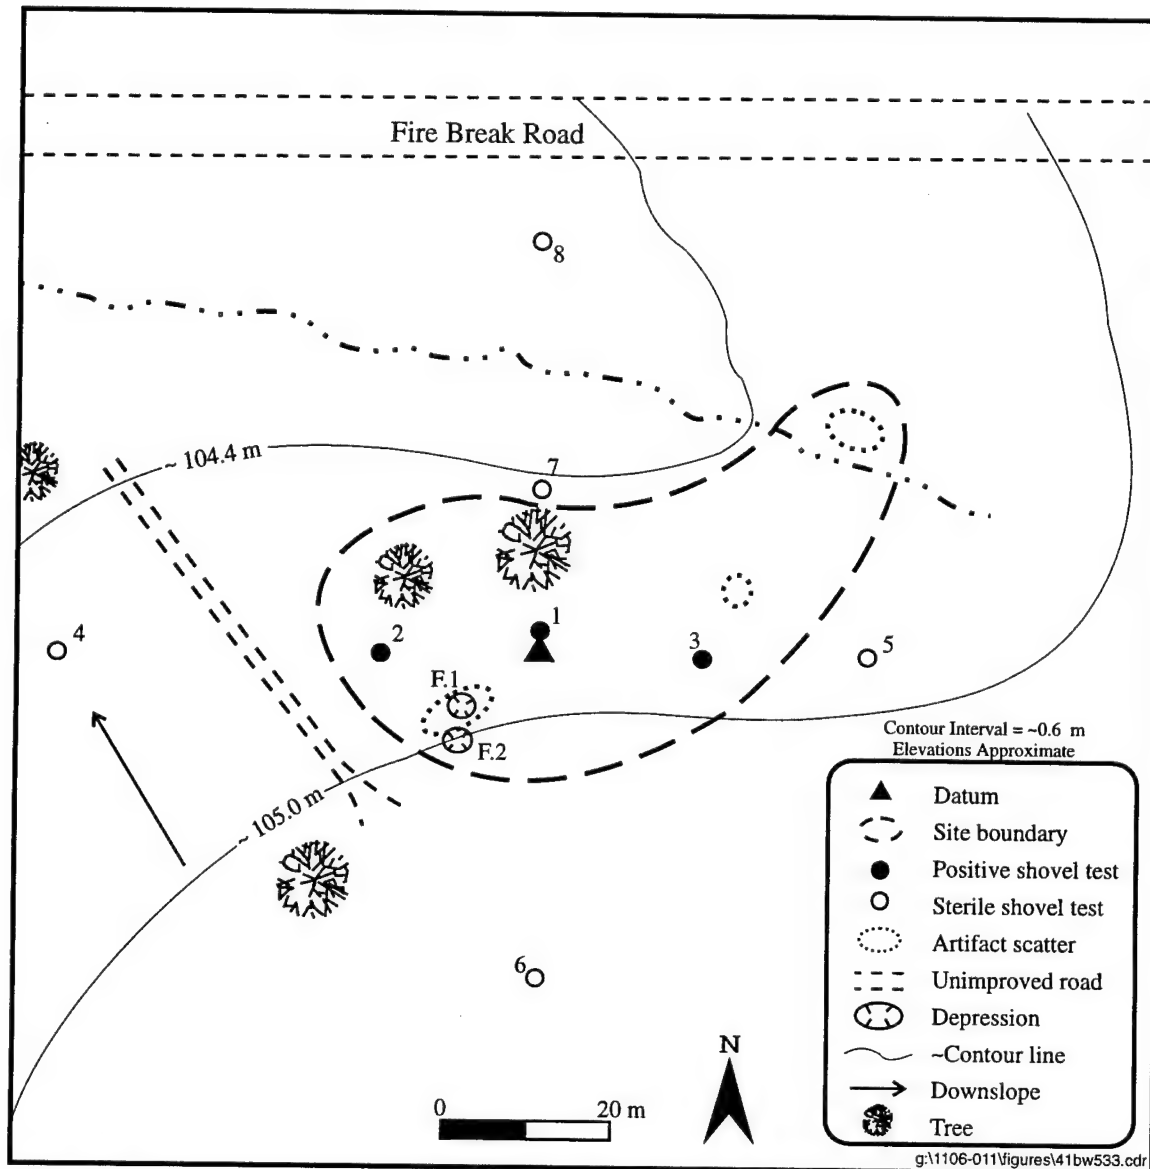 Fire Break Road
8
~ 104.4 m
7
4
2
1
3
5
F.1
F.2
~ 105.0 m
6
Contour Interval = ~0.6 m
Elevations Approximate
Datum
Site boundary
Positive shovel test
Sterile shovel test
Artifact scatter
Unimproved road
Depression
~Contour line
Downslope
Tree
N
0
20 m
g:\1106-011\figures\41bw533.cdr